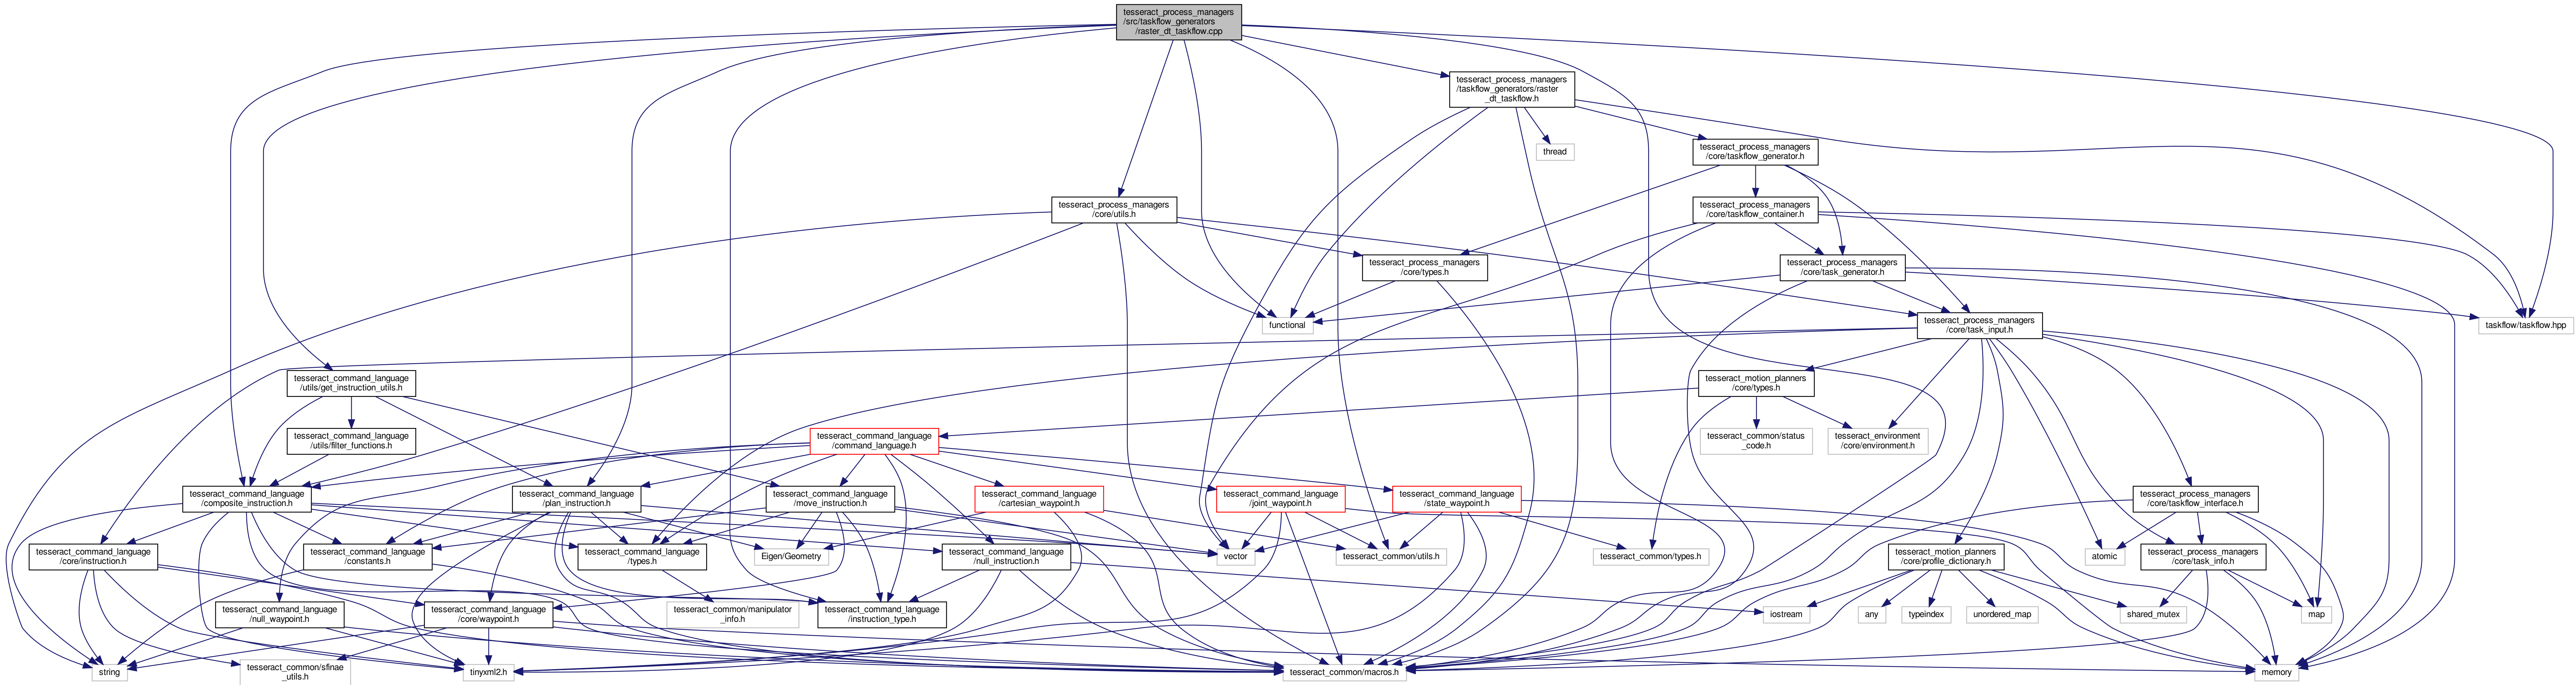 tesseract_process_managers
/src/taskflow_generators
/raster_dt_taskflow.cpp
tesseract_process_managers
/taskflow_generators/raster
_dt_taskflow.h
thread
tesseract_process_managers
/core/taskflow_generator.h
tesseract_process_managers
/core/utils.h
tesseract_process_managers
/core/taskflow_container.h
tesseract_process_managers
/core/types.h
tesseract_process_managers
/core/task_generator.h
functional
tesseract_process_managers
/core/task_input.h
taskflow/taskflow.hpp
tesseract_command_language
/utils/get_instruction_utils.h
tesseract_motion_planners
/core/types.h
tesseract_command_language
/utils/filter_functions.h
tesseract_command_language
/command_language.h
tesseract_common/status
_code.h
tesseract_environment
/core/environment.h
tesseract_command_language
/composite_instruction.h
tesseract_command_language
/plan_instruction.h
tesseract_command_language
/move_instruction.h
tesseract_command_language
/cartesian_waypoint.h
tesseract_command_language
/joint_waypoint.h
tesseract_command_language
/state_waypoint.h
tesseract_process_managers
/core/taskflow_interface.h
tesseract_command_language
/core/instruction.h
tesseract_command_language
/constants.h
tesseract_command_language
/types.h
Eigen/Geometry
tesseract_command_language
/null_instruction.h
vector
tesseract_common/utils.h
tesseract_common/types.h
tesseract_motion_planners
/core/profile_dictionary.h
atomic
tesseract_process_managers
/core/task_info.h
tesseract_command_language
/null_waypoint.h
tesseract_command_language
/core/waypoint.h
tesseract_common/manipulator
_info.h
tesseract_command_language
/instruction_type.h
iostream
any
typeindex
unordered_map
shared_mutex
map
string
tesseract_common/sfinae
_utils.h
tinyxml2.h
tesseract_common/macros.h
memory